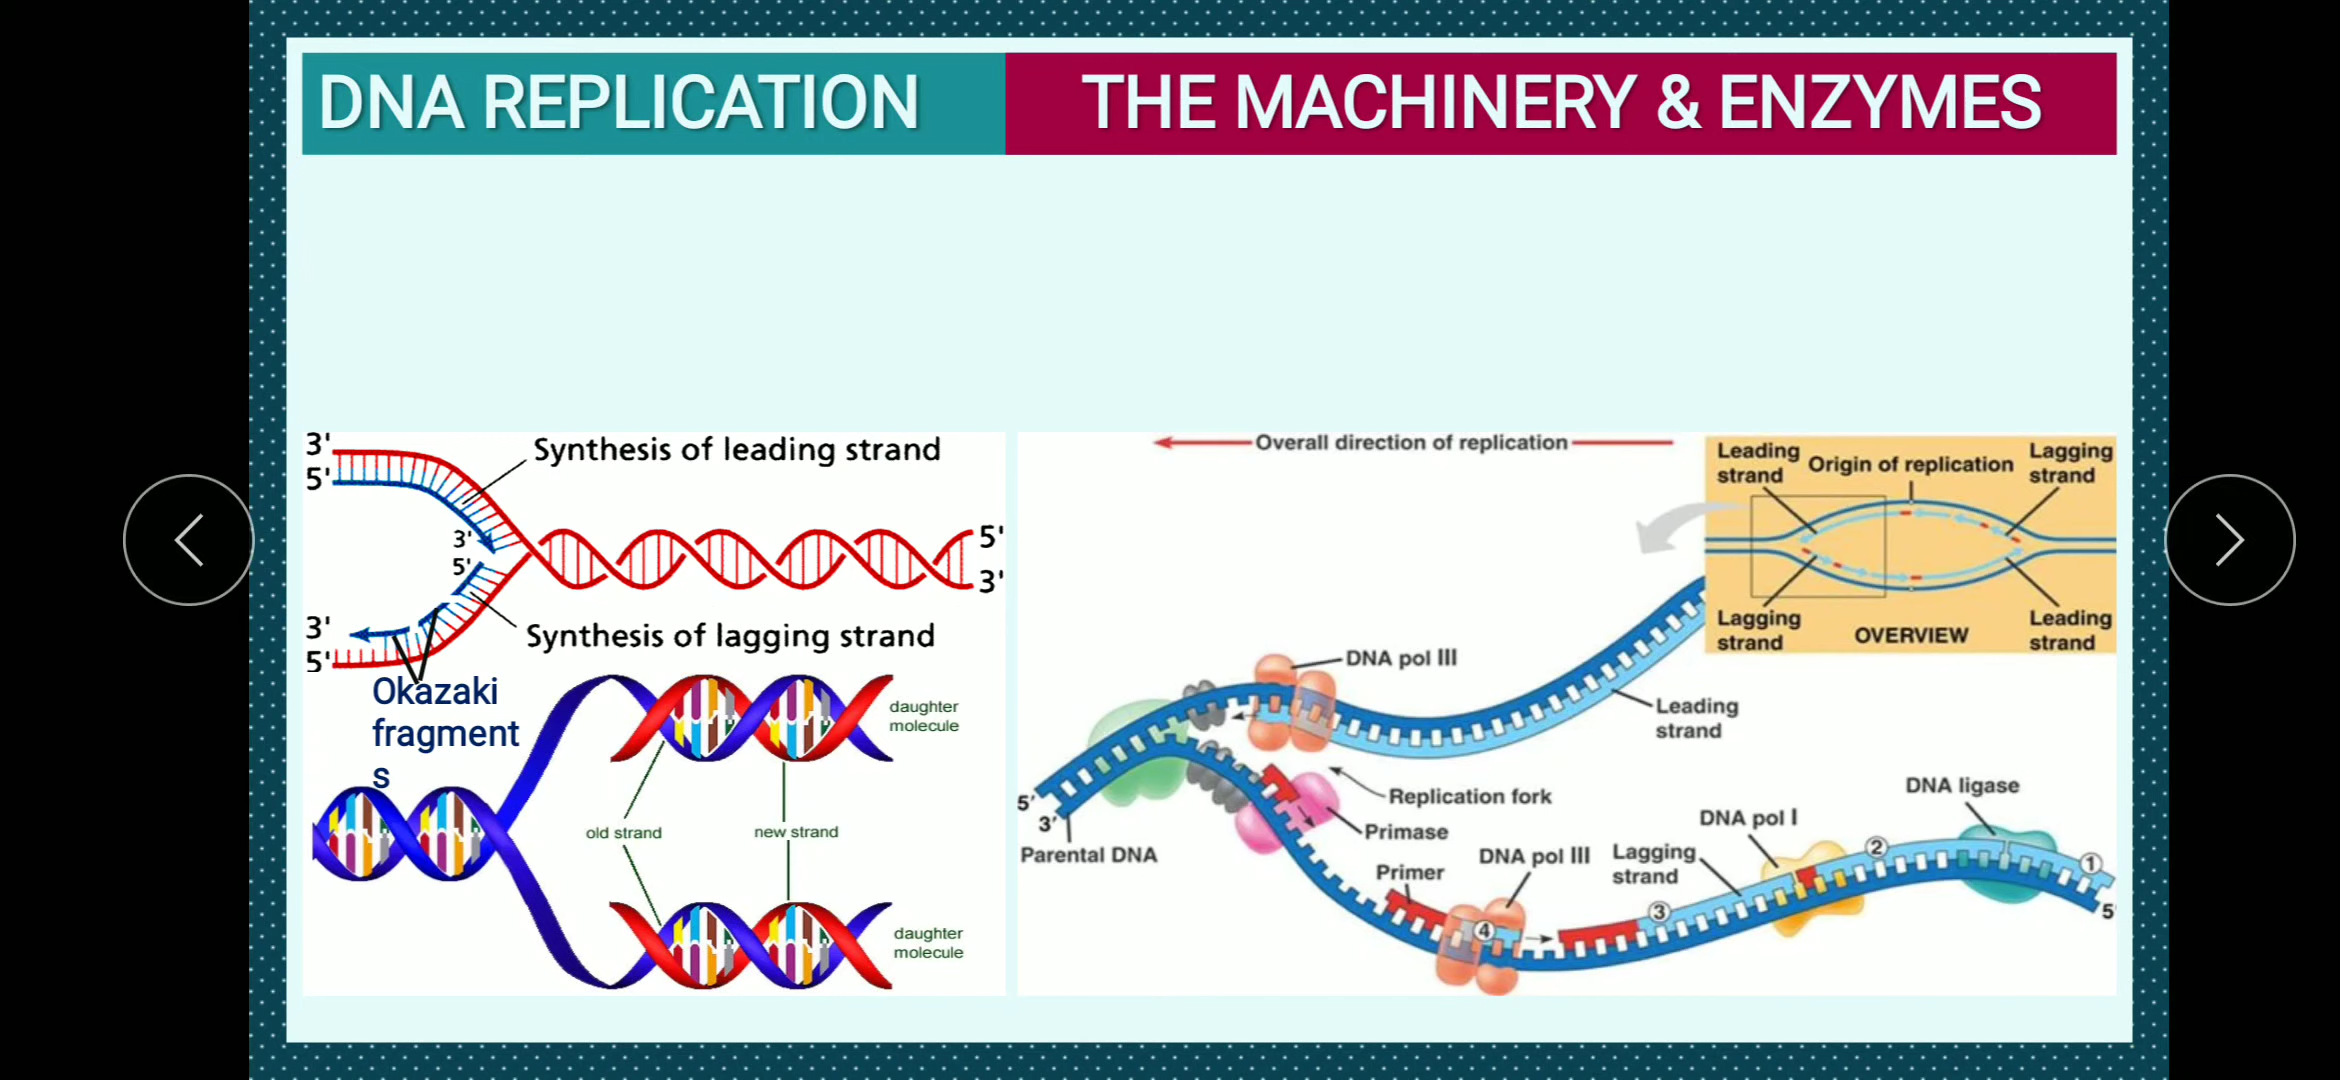 DNA REPLICATION
THE MACHINERY & ENZYMES
3'
5'
Synthesis of leading strand
3'
5'
5'
3'
3'
5'
Synthesis of lagging strand
Okazaki
fragment
s
daughter
molecule
old strand
new strand
daughter
molecule
Overall direction of replication
Leading
strand
Origin of replication
Lagging
strand
Lagging
strand
OVERVIEW
Leading
strand
DNA pol III
Leading
strand
Replication fork
Primase
5'
3'
Parental DNA
Primer
DNA pol III
Lagging
strand
DNA pol I
DNA ligase
4
3
2
1
5'